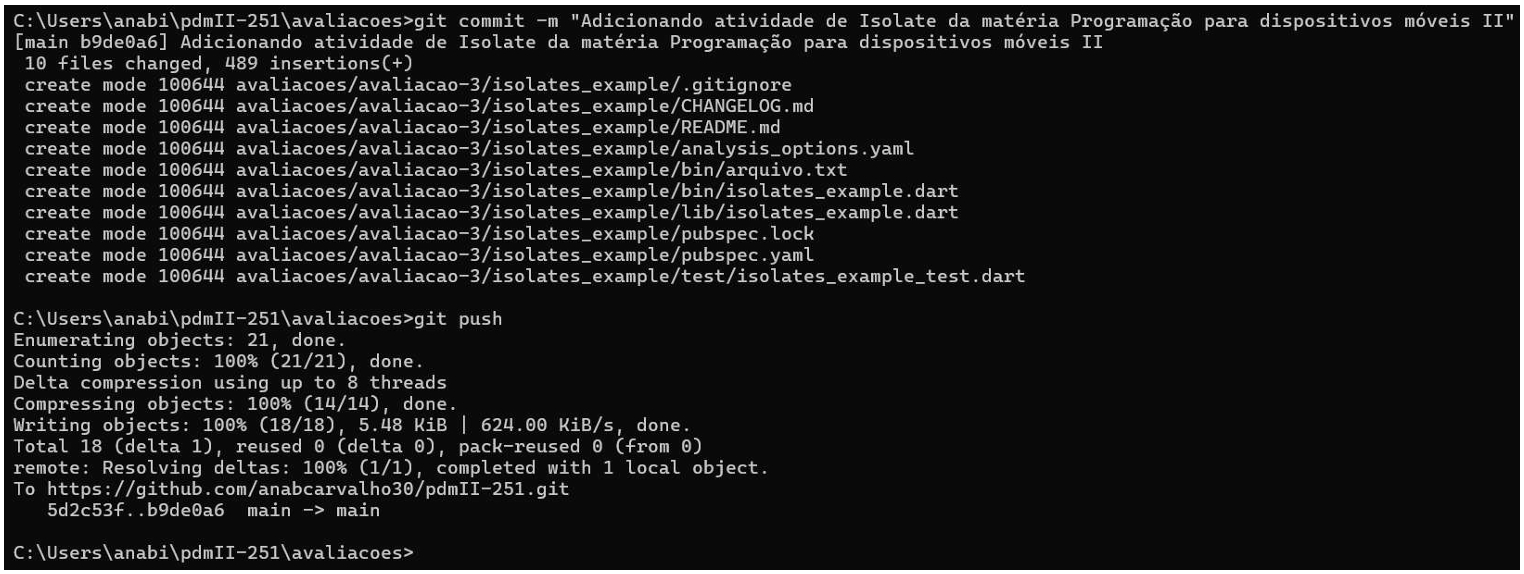 C:\Users\anabi\pdmII-251\avaliacoes>git commit -m "Adicionando atividade de Isolate da matéria Programação para dispositivos móveis II"
[main b9de0a6] Adicionando atividade de Isolate da matéria Programação para dispositivos móveis II
 10 files changed, 489 insertions(+)
 create mode 100644 avaliacoes/avaliacao-3/isolates_example/.gitignore
 create mode 100644 avaliacoes/avaliacao-3/isolates_example/CHANGELOG.md
 create mode 100644 avaliacoes/avaliacao-3/isolates_example/README.md
 create mode 100644 avaliacoes/avaliacao-3/isolates_example/analysis_options.yaml
 create mode 100644 avaliacoes/avaliacao-3/isolates_example/bin/arquivo.txt
 create mode 100644 avaliacoes/avaliacao-3/isolates_example/bin/isolates_example.dart
 create mode 100644 avaliacoes/avaliacao-3/isolates_example/lib/isolates_example.dart
 create mode 100644 avaliacoes/avaliacao-3/isolates_example/pubspec.lock
 create mode 100644 avaliacoes/avaliacao-3/isolates_example/pubspec.yaml
 create mode 100644 avaliacoes/avaliacao-3/isolates_example/test/isolates_example_test.dart

C:\Users\anabi\pdmII-251\avaliacoes>git push
Enumerating objects: 21, done.
Counting objects: 100% (21/21), done.
Delta compression using up to 8 threads
Compressing objects: 100% (14/14), done.
Writing objects: 100% (18/18), 5.48 KiB | 624.00 KiB/s, done.
Total 18 (delta 1), reused 0 (delta 0), pack-reused 0 (from 0)
remote: Resolving deltas: 100% (1/1), completed with 1 local object.
To https://github.com/anabcarvalho30/pdmII-251.git
   5d2c53f..b9de0a6  main -> main

C:\Users\anabi\pdmII-251\avaliacoes>